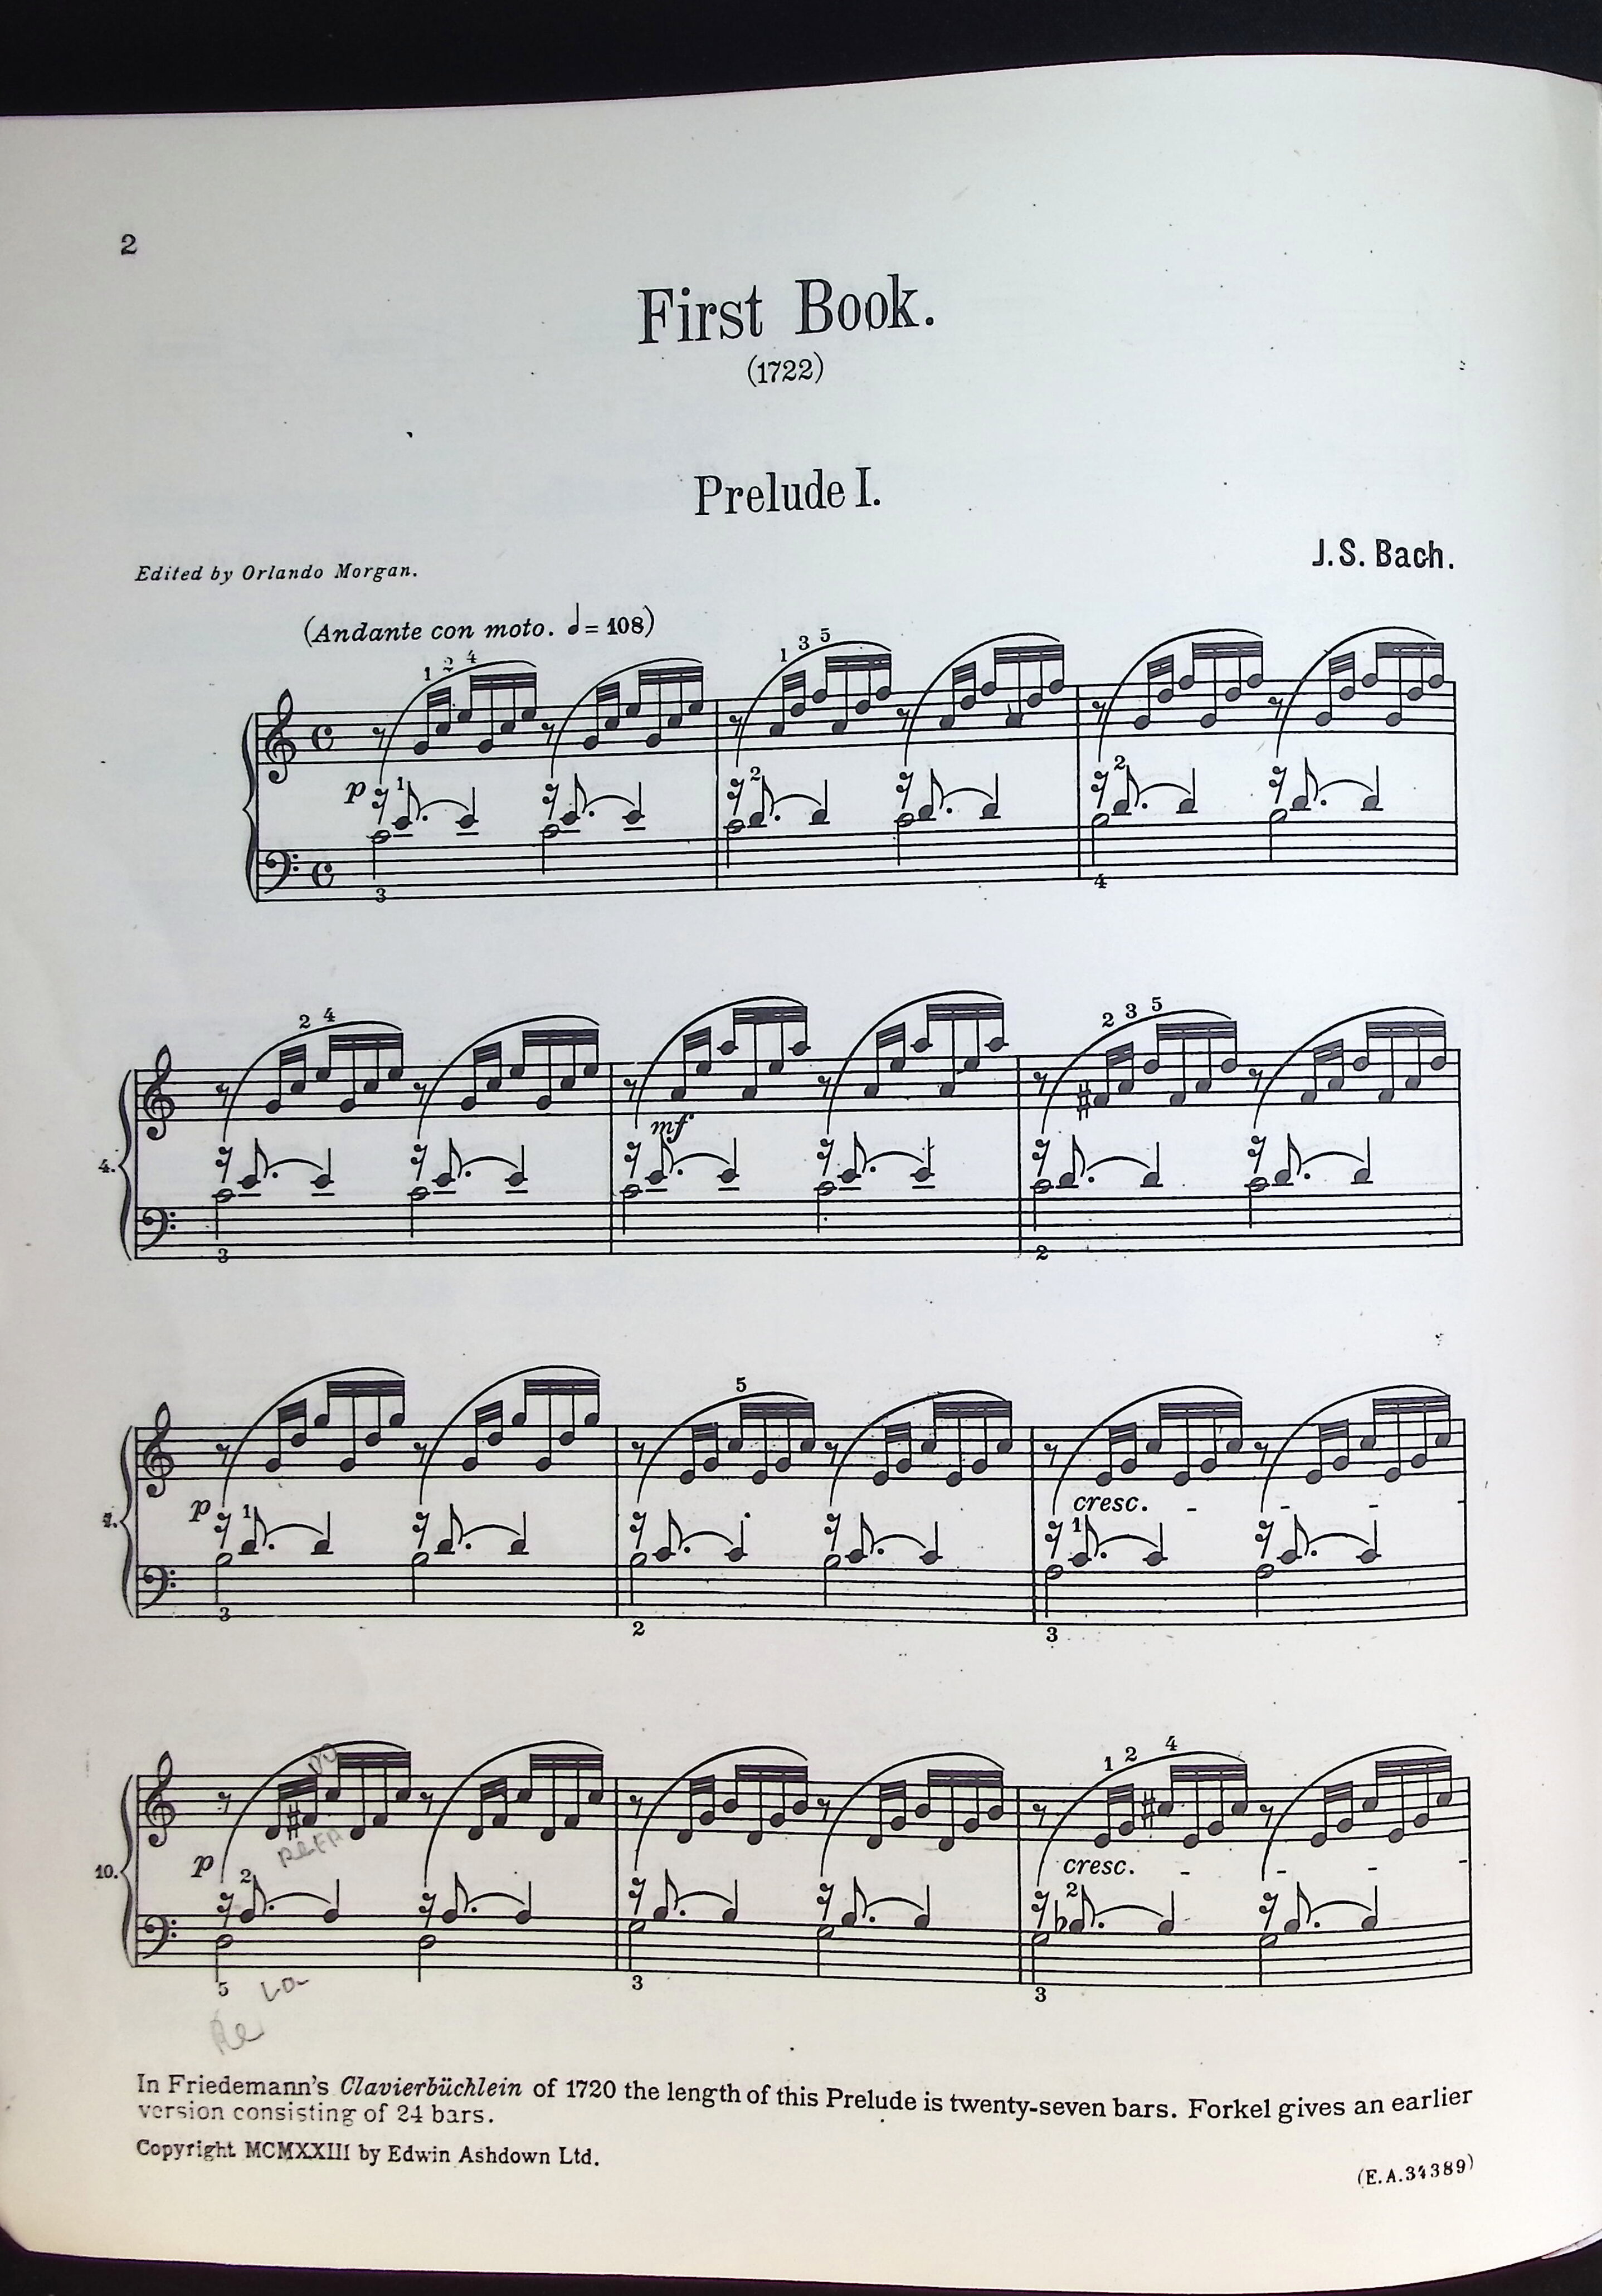 2
First Book.
(1722)
Prelude I.
J.S. Bach.
Edited by Orlando Morgan.
(Andante con moto. 𝅗𝅥 = 108)
1 2 4
1 3 5
p
1
2
2
3
4
2 4
2 3 5
mf
4.
3
2
5
p
1
cresc. - - - -
1
7.
3
2
3
DO
1 2 4
Re FA
p
cresc. - - - -
10.
2
2
5
3
3
La
Re
In Friedemann's Clavierbüchlein of 1720 the length of this Prelude is twenty-seven bars. Forkel gives an earlier
version consisting of 24 bars.
Copyright MCMXXIII by Edwin Ashdown Ltd.
(E.A.34389)